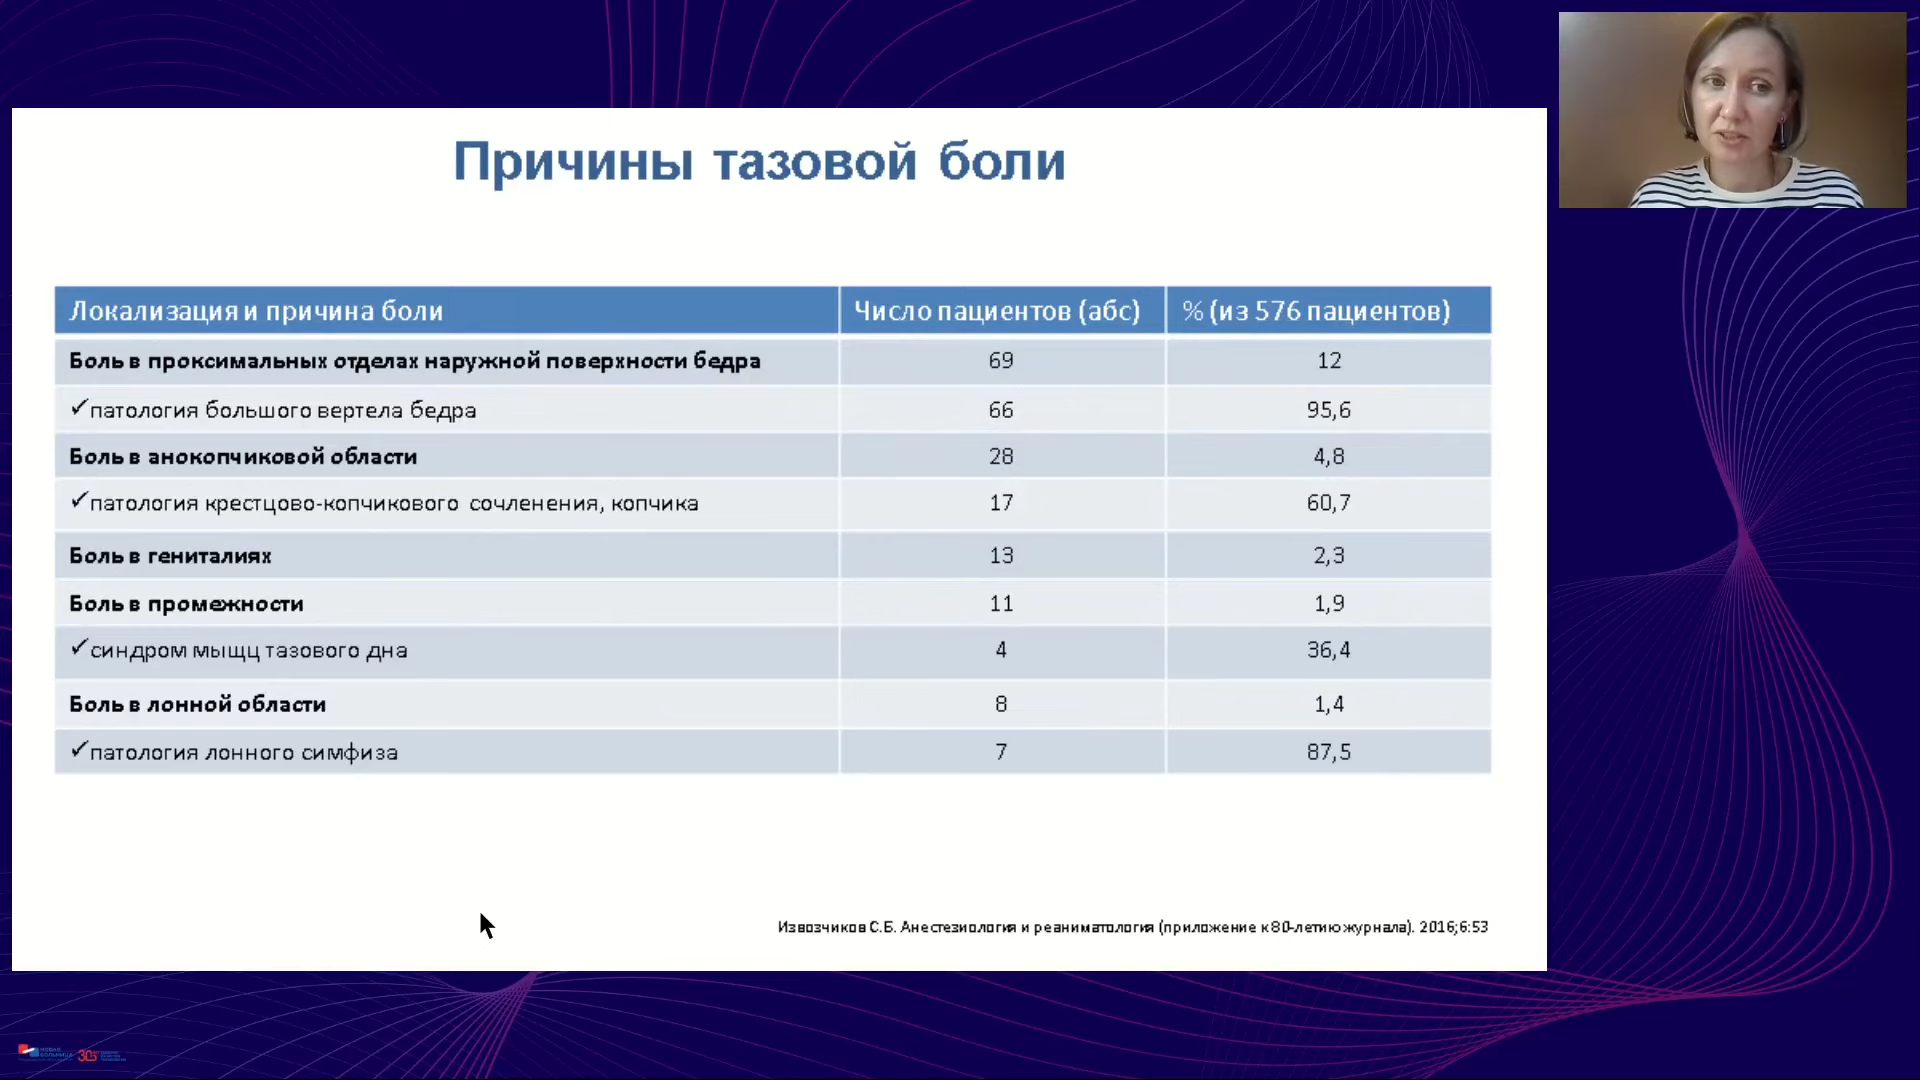 Причины тазовой боли
Локализация и причина боли Число пациентов (абс) % (из 576 пациентов)
Боль в проксимальных отделах наружной поверхности бедра 69 12
✓патология большого вертела бедра 66 95,6
Боль в анокопчиковой области 28 4,8
✓патология крестцово-копчикового сочленения, копчика 17 60,7
Боль в гениталиях 13 2,3
Боль в промежности 11 1,9
✓синдром мыщц тазового дна 4 36,4
Боль в лонной области 8 1,4
✓патология лонного симфиза 7 87,5
Извозчиков С.Б. Анестезиология и реаниматология (приложение к 80-летию журнала). 2016;6:53